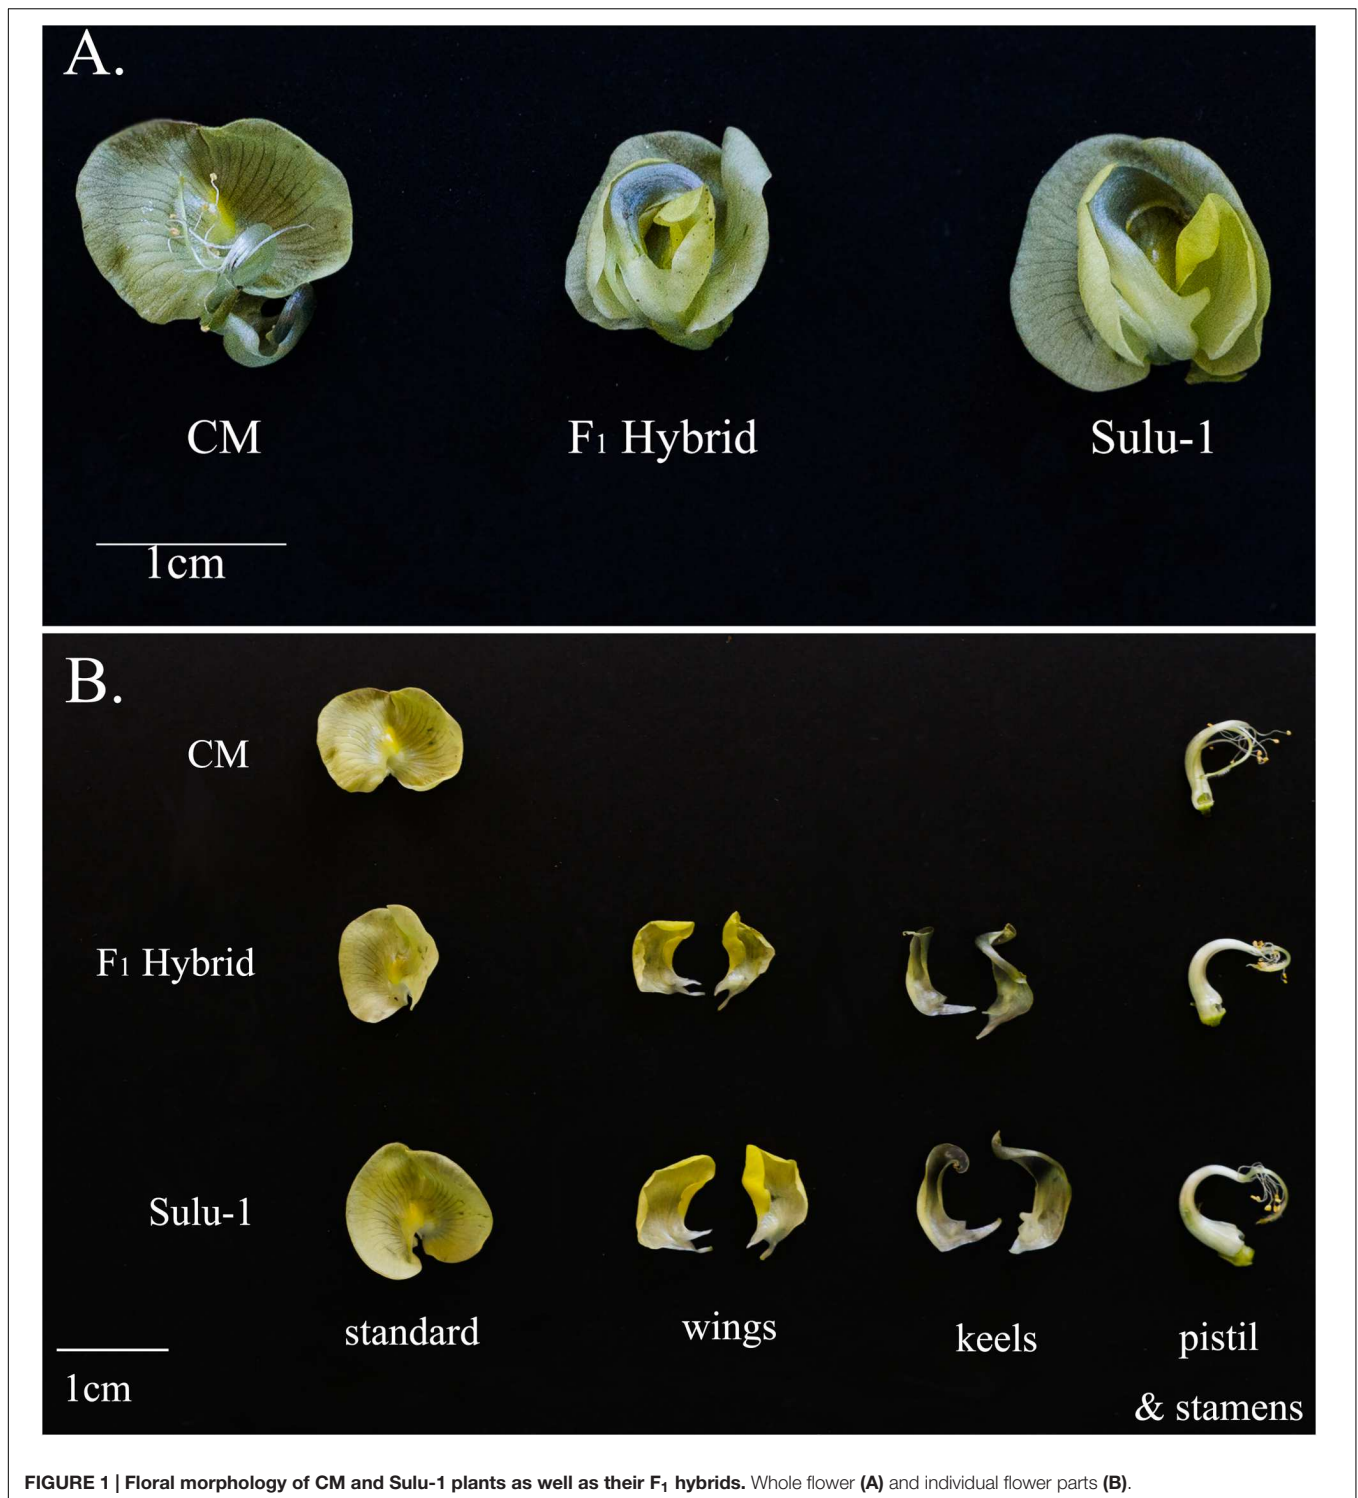 A.
CM
F1 Hybrid
Sulu-1
1cm
B.
CM
F1 Hybrid
Sulu-1
standard
wings
keels
pistil
& stamens
1cm
FIGURE 1 | Floral morphology of CM and Sulu-1 plants as well as their F1 hybrids. Whole flower (A) and individual flower parts (B).